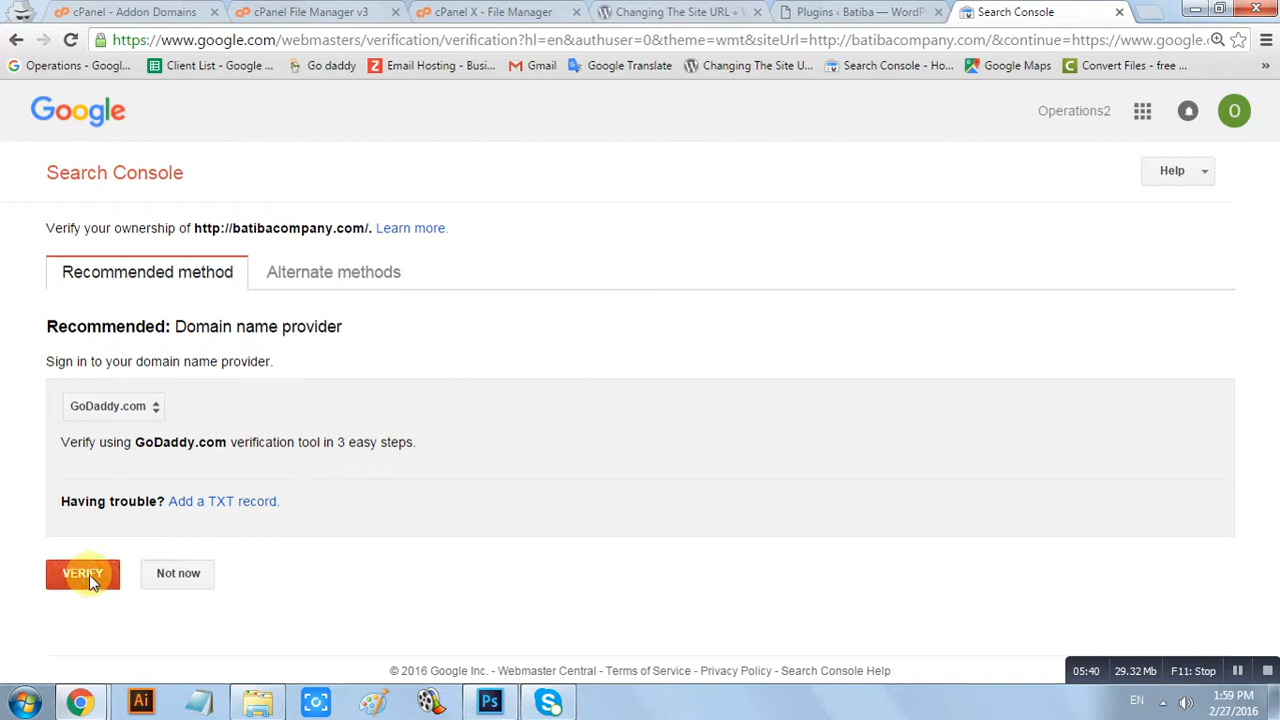 cPanel - Addon Domains
cPanel File Manager v3
cPanel X - File Manager
Changing The Site URL «
Plugins ‹ Batiba — WordP
Search Console
https://www.google.com/webmasters/verification/verification?hl=en&authuser=0&theme=wmt&siteUrl=http://batibacompany.com/&continue=https://www.google.
Operations - Googl...
Client List - Google ...
Go daddy
Email Hosting - Busi...
Gmail
Google Translate
Changing The Site U...
Search Console - Ho...
Google Maps
Convert Files - free ...
»
Google
Operations2
O
Search Console
Help
Verify your ownership of http://batibacompany.com/. Learn more.
Recommended method
Alternate methods
Recommended: Domain name provider
Sign in to your domain name provider.
GoDaddy.com
Verify using GoDaddy.com verification tool in 3 easy steps.
Having trouble? Add a TXT record.
VERIFY
Not now
© 2016 Google Inc. - Webmaster Central - Terms of Service - Privacy Policy - Search Console Help
05:40
29.32 Mb
F11: Stop
Ai
Ps
EN
1:59 PM
2/27/2016